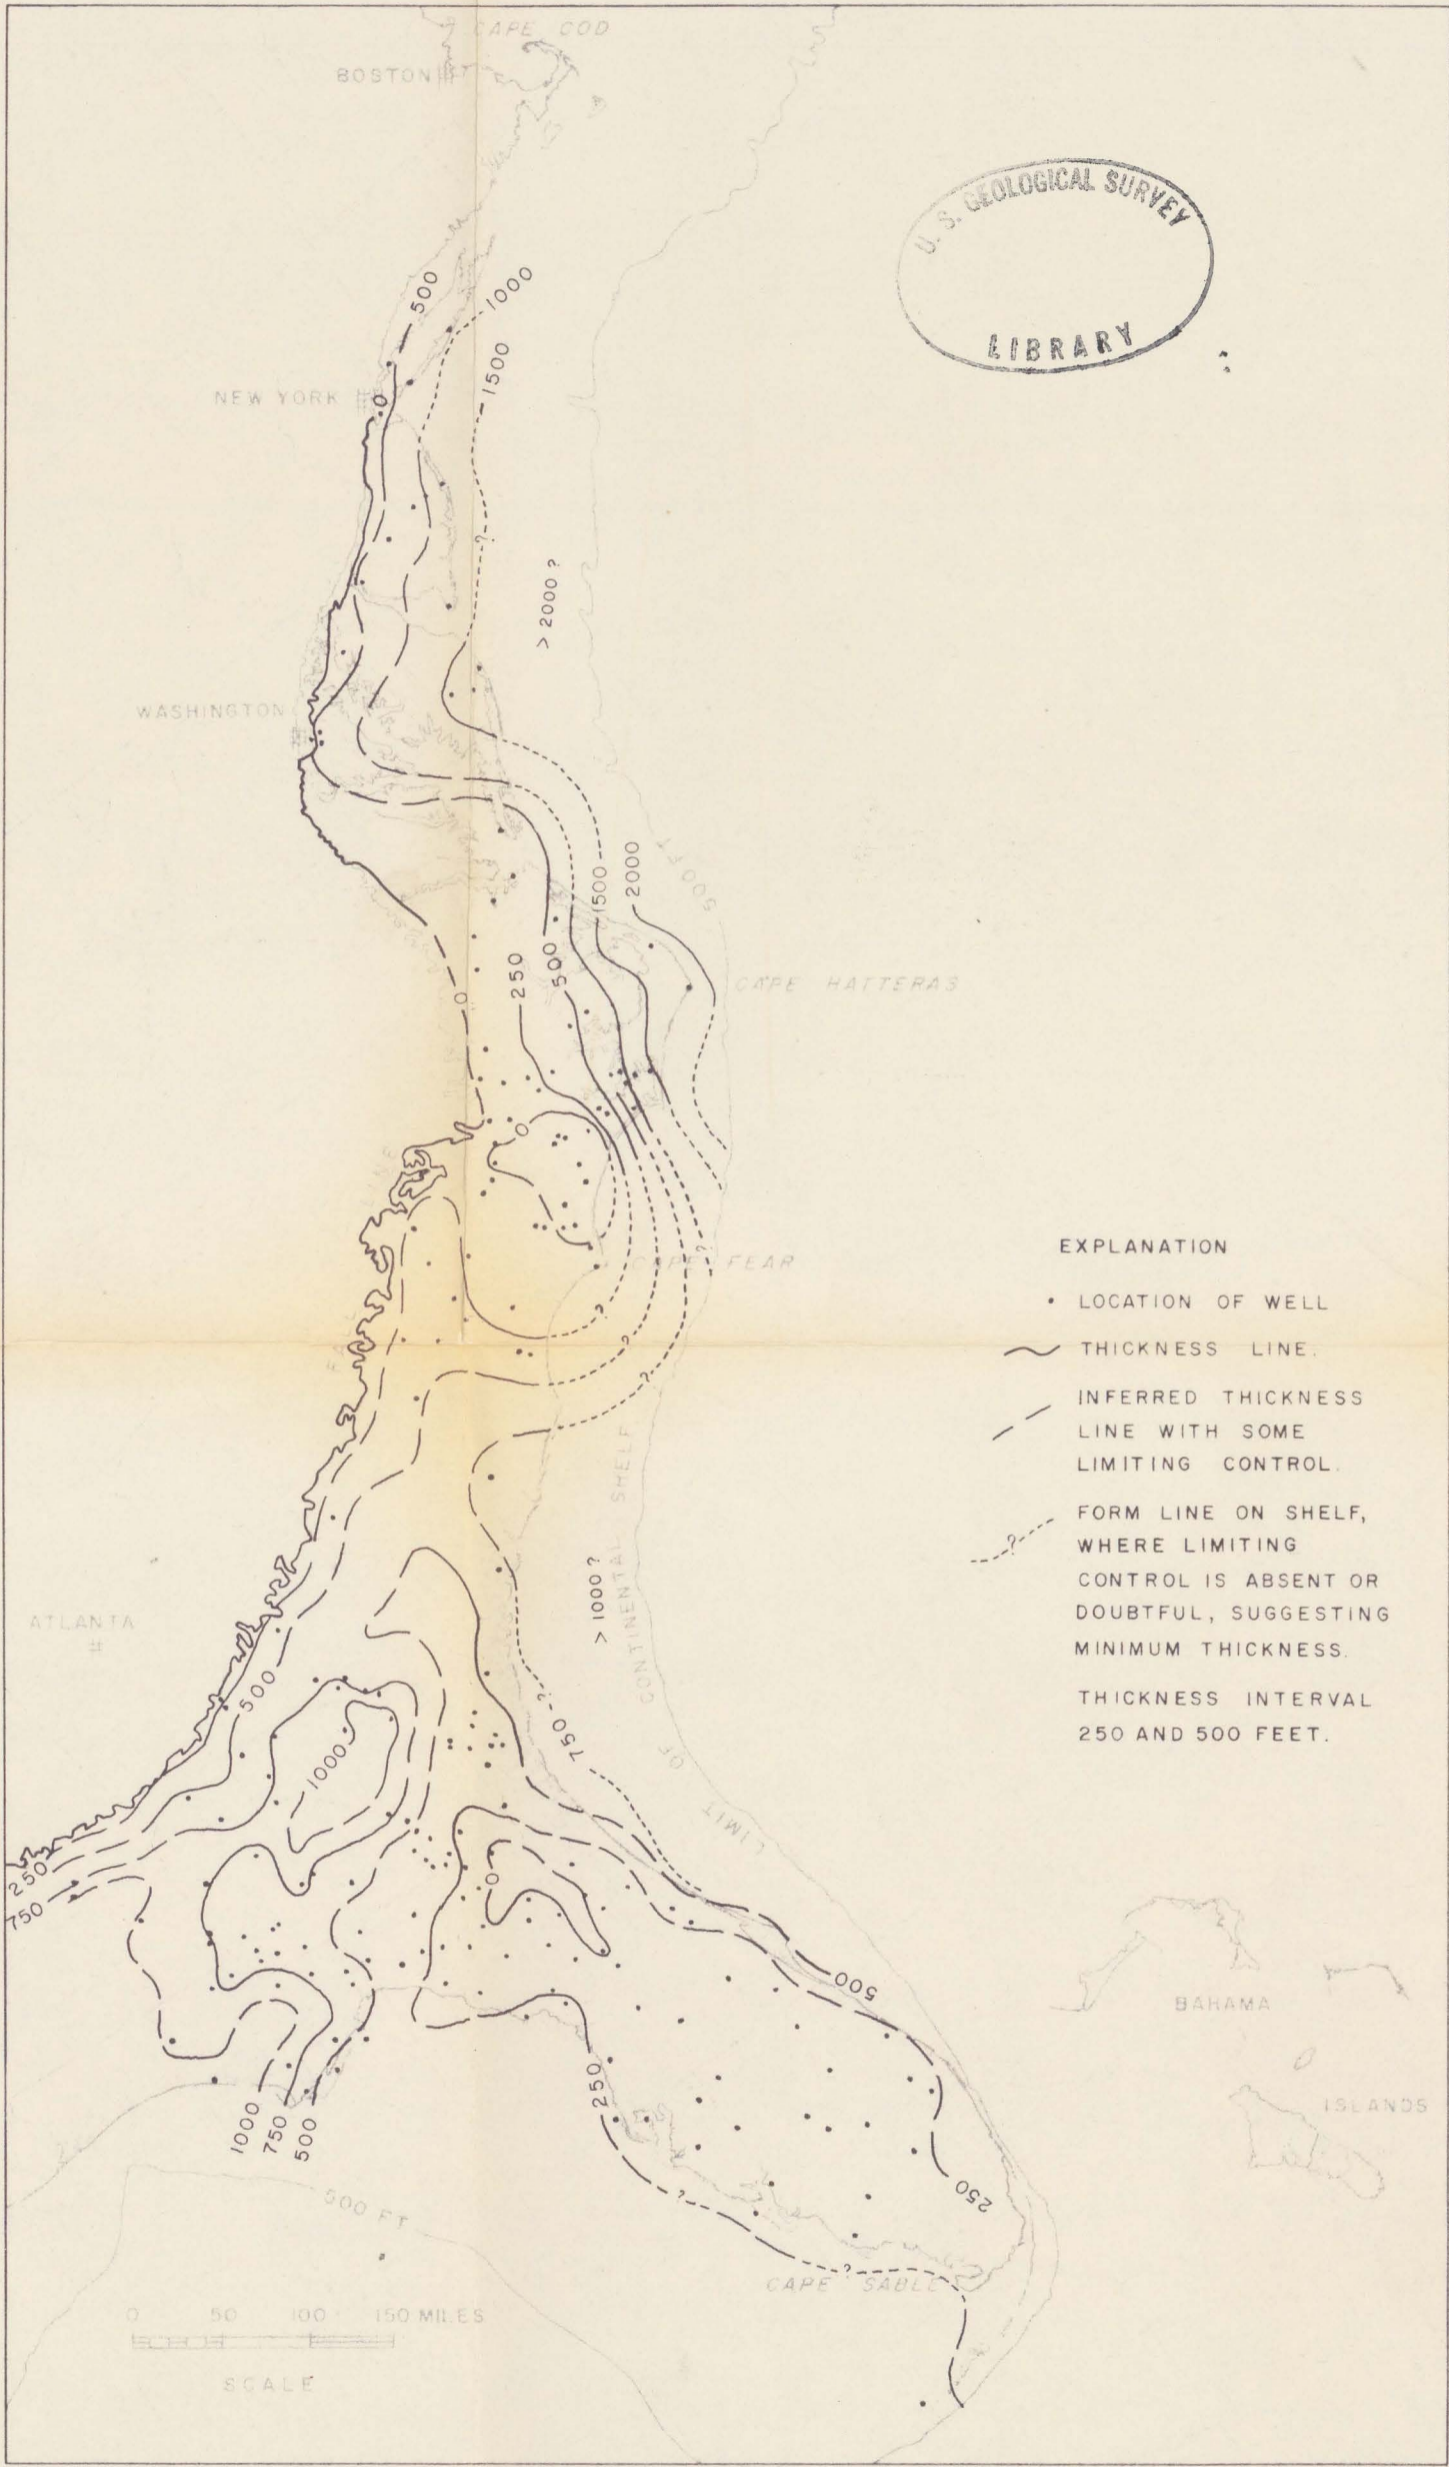 CAPE COD
BOSTON
U. S. GEOLOGICAL SURVEY
LIBRARY
500
1000
1500
NEW YORK
0
?
> 2000 ?
WASHINGTON
1500
2000
500 FT
250
500
CAPE HATTERAS
0
0
CAPE FEAR
?
?
?
?
EXPLANATION
LOCATION OF WELL
THICKNESS LINE.
INFERRED THICKNESS
LINE WITH SOME
LIMITING CONTROL.
?
FORM LINE ON SHELF,
WHERE LIMITING
CONTROL IS ABSENT OR
DOUBTFUL, SUGGESTING
MINIMUM THICKNESS.
THICKNESS INTERVAL
250 AND 500 FEET.
LIMIT OF CONTINENTAL SHELF
> 1000 ?
ATLANTA
500
750
?
1000
0
250
750
500
BAHAMA
ISLANDS
250
1000
750
500
250
?
500 FT
?
CAPE SABLE
0 50 100 150 MILES
SCALE